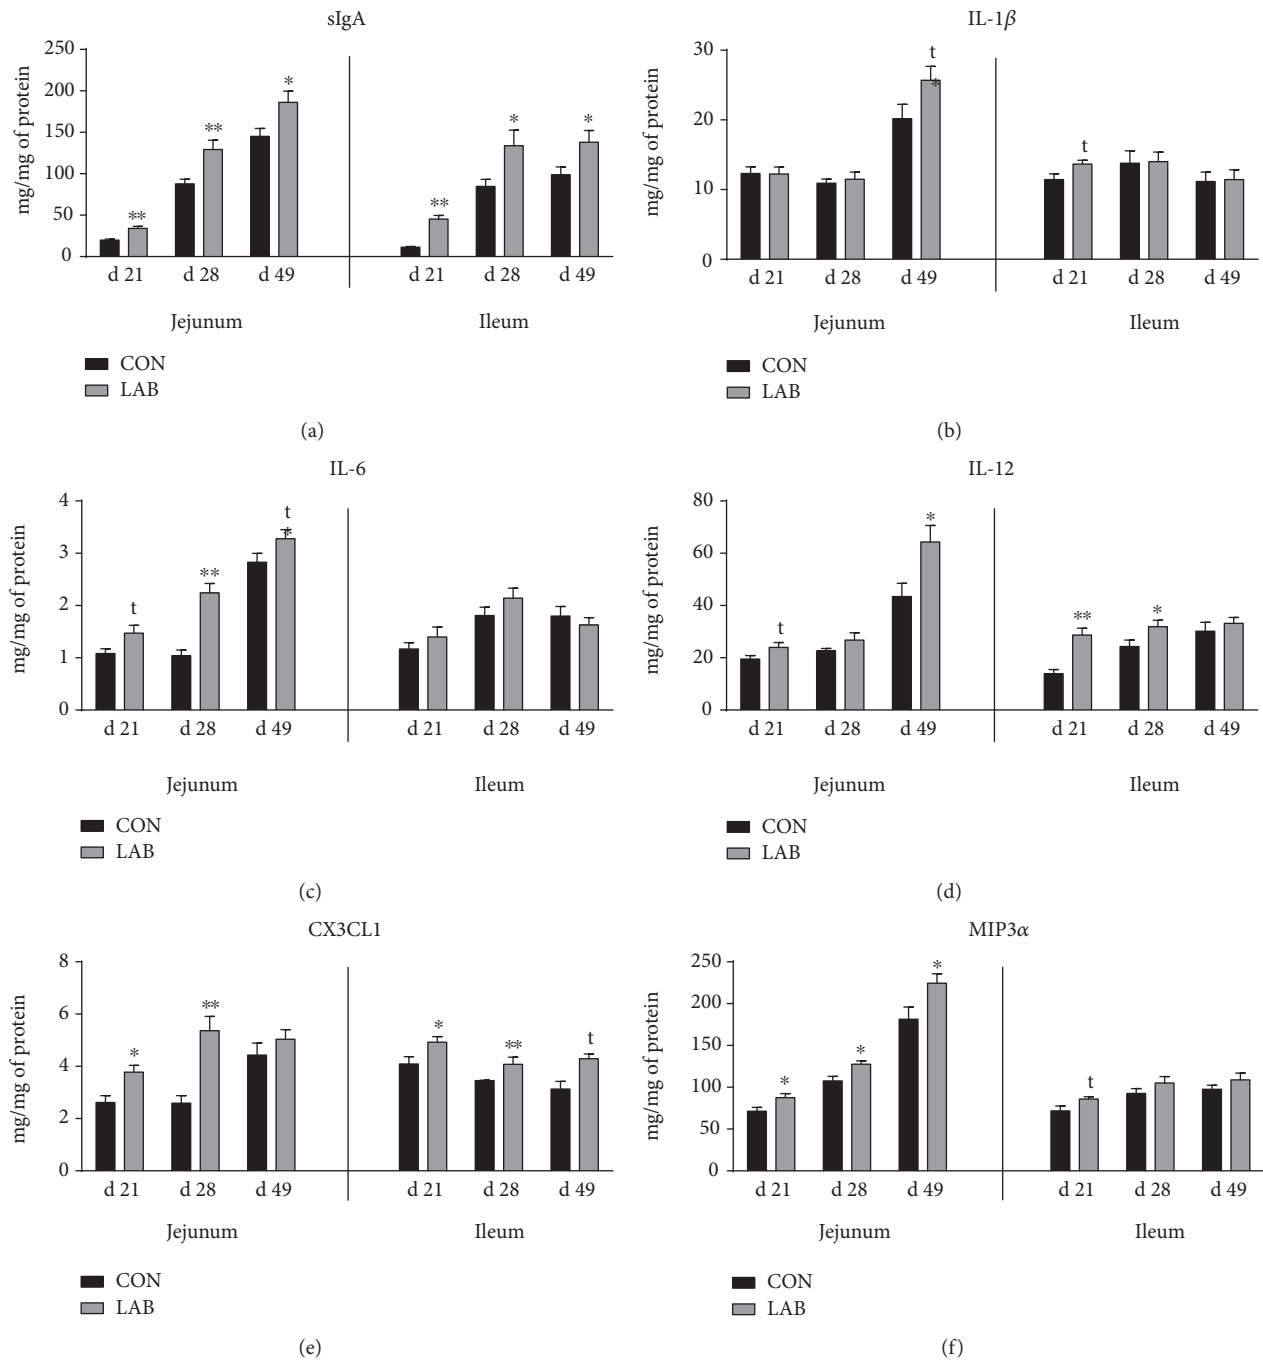 sIgA
mg/mg of protein
250
200
150
100
50
0
** ** * ** * *
d 21 d 28 d 49 d 21 d 28 d 49
Jejunum Ileum
CON
LAB
(a)
IL-1β
mg/mg of protein
30
20
10
0
t * t
d 21 d 28 d 49 d 21 d 28 d 49
Jejunum Ileum
CON
LAB
(b)
IL-6
mg/mg of protein
4
3
2
1
0
t ** t *
d 21 d 28 d 49 d 21 d 28 d 49
Jejunum Ileum
CON
LAB
(c)
IL-12
mg/mg of protein
80
60
40
20
0
t * ** *
d 21 d 28 d 49 d 21 d 28 d 49
Jejunum Ileum
CON
LAB
(d)
CX3CL1
mg/mg of protein
8
6
4
2
0
* ** * ** t
d 21 d 28 d 49 d 21 d 28 d 49
Jejunum Ileum
CON
LAB
(e)
MIP3α
mg/mg of protein
250
200
150
100
50
0
* * * t
d 21 d 28 d 49 d 21 d 28 d 49
Jejunum Ileum
CON
LAB
(f)